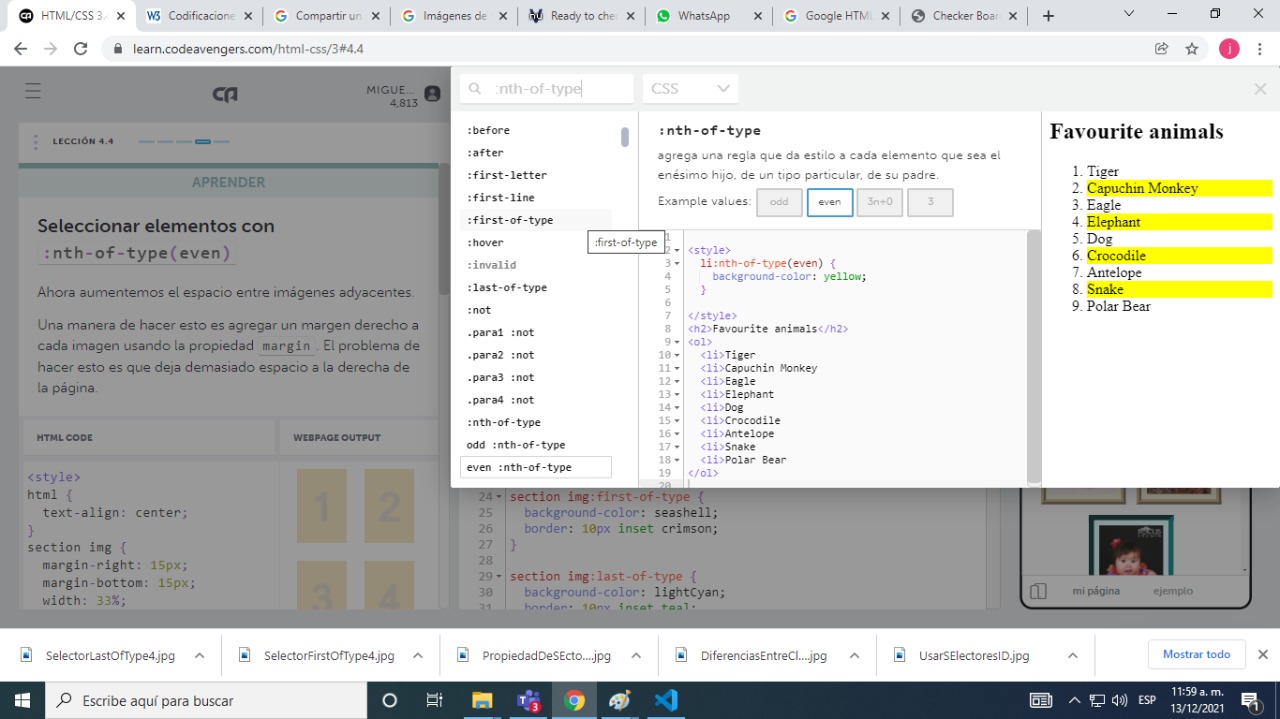 HTML/CSS 3.
Codificacione
Compartir un
Imágenes de
Ready to che
WhatsApp
Google HTML
Checker Boar
learn.codeavengers.com/html-css/3#4.4
j
MIGUE...
4,813
LECCIÓN 4.4
APRENDER
Seleccionar elementos con
:nth-of-type(even)
Ahora aumentemos el espacio entre imágenes adyacentes.
Una manera de hacer esto es agregar un margen derecho a
cada imagen usando la propiedad margin. El problema de
hacer esto es que deja demasiado espacio a la derecha de
la página.
HTML CODE
WEBPAGE OUTPUT
<style>
html {
text-align: center;
}
section img {
margin-right: 15px;
margin-bottom: 15px;
width: 33%;
1 2
3 4
:nth-of-type
CSS
:before
:after
:first-letter
:first-line
:first-of-type
:hover
:first-of-type
:invalid
:last-of-type
:not
.para1 :not
.para2 :not
.para3 :not
.para4 :not
:nth-of-type
odd :nth-of-type
even :nth-of-type
:nth-of-type
agrega una regla que da estilo a cada elemento que sea el
enésimo hijo, de un tipo particular, de su padre.
Example values: odd even 3n+0 3
1
2 <style>
3 li:nth-of-type(even) {
4 background-color: yellow;
5 }
6
7 </style>
8 <h2>Favourite animals</h2>
9 <ol>
10 <li>Tiger
11 <li>Capuchin Monkey
12 <li>Eagle
13 <li>Elephant
14 <li>Dog
15 <li>Crocodile
16 <li>Antelope
17 <li>Snake
18 <li>Polar Bear
19 </ol>
20
Favourite animals
1. Tiger
2. Capuchin Monkey
3. Eagle
4. Elephant
5. Dog
6. Crocodile
7. Antelope
8. Snake
9. Polar Bear
24 section img:first-of-type {
25 background-color: seashell;
26 border: 10px inset crimson;
27 }
28
29 section img:last-of-type {
30 background-color: lightCyan;
31 border: 10px inset teal;
mi página
ejemplo
SelectorLastOfType4.jpg
SelectorFirstOfType4.jpg
PropiedadDeSEcto....jpg
DiferenciasEntreCl....jpg
UsarSElectoresID.jpg
Mostrar todo
Escribe aquí para buscar
3
ESP
11:59 a. m.
13/12/2021
1